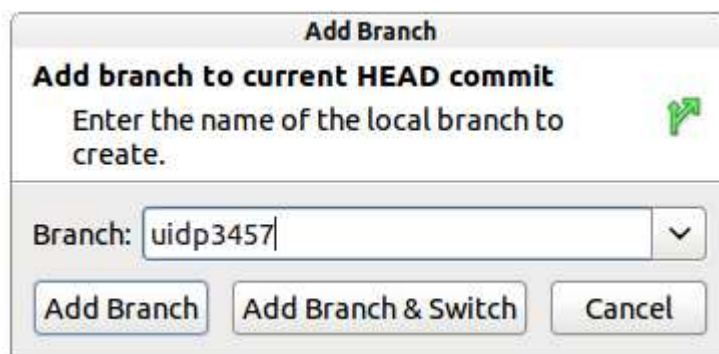 Add Branch
Add branch to current HEAD commit
Enter the name of the local branch to
create.
Branch: uidp3457
Add Branch Add Branch & Switch Cancel